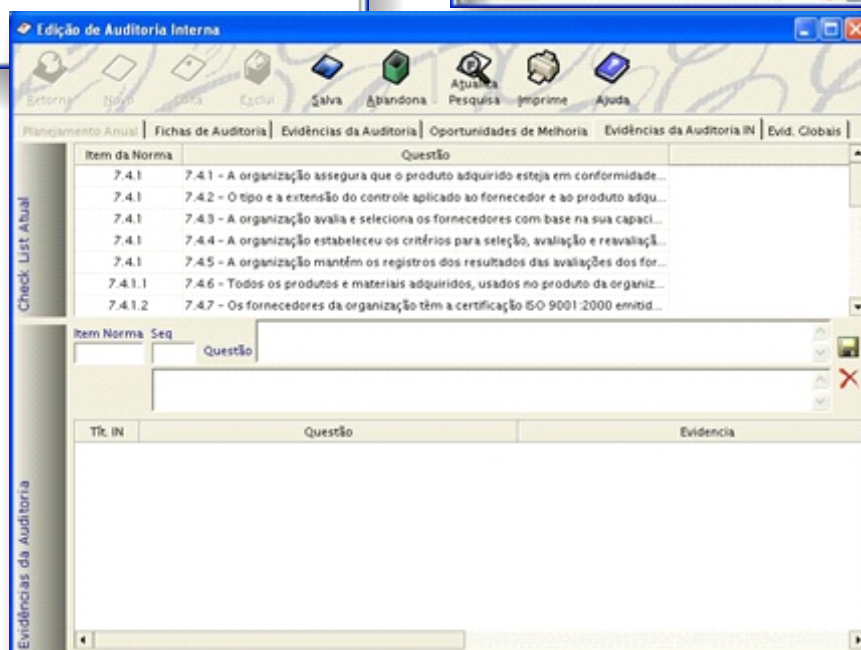 Edição de Auditoria Interna
Retorna Novo Edita Exclui Salva Abandona Atualiza Pesquisa Imprime Ajuda
Planejamento Anual Fichas de Auditoria Evidências da Auditoria Oportunidades de Melhoria Evidências da Auditoria IN Evid. Globais
Check List Atual
Item da Norma Questão
7.4.1 7.4.1 - A organização assegura que o produto adquirido esteja em conformidade...
7.4.1 7.4.2 - O tipo e a extensão do controle aplicado ao fornecedor e ao produto adqu...
7.4.1 7.4.3 - A organização avalia e seleciona os fornecedores com base na sua capaci...
7.4.1 7.4.4 - A organização estabeleceu os critérios para seleção, avaliação e reavaliaçã...
7.4.1 7.4.5 - A organização mantém os registros dos resultados das avaliações dos for...
7.4.1.1 7.4.6 - Todos os produtos e materiais adquiridos, usados no produto da organiz...
7.4.1.2 7.4.7 - Os fornecedores da organização têm a certificação ISO 9001:2000 emitid...
Item Norma Seq
Questão
Evidências da Auditoria
Tít. IN Questão Evidencia